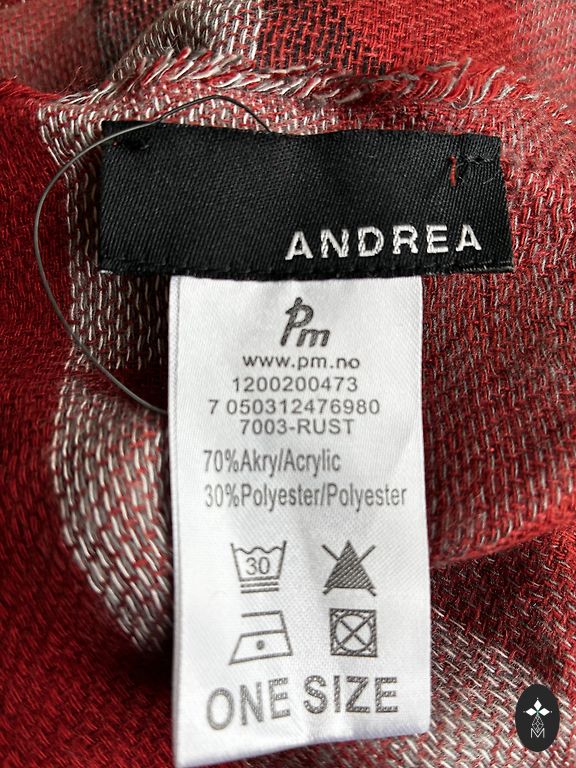 ANDREA
Pm
www.pm.no
1200200473
7 050312476980
7003-RUST
70%Akry/Acrylic
30%Polyester/Polyester
30
ONE SIZE
M